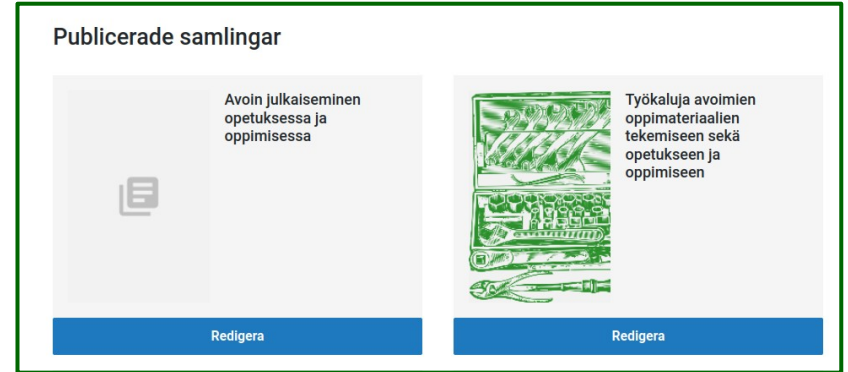 Publicerade samlingar
Avoin julkaiseminen
opetuksessa ja
oppimisessa
Redigera
Työkaluja avoimien
oppimateriaalien
tekemiseen sekä
opetukseen ja
oppimiseen
Redigera